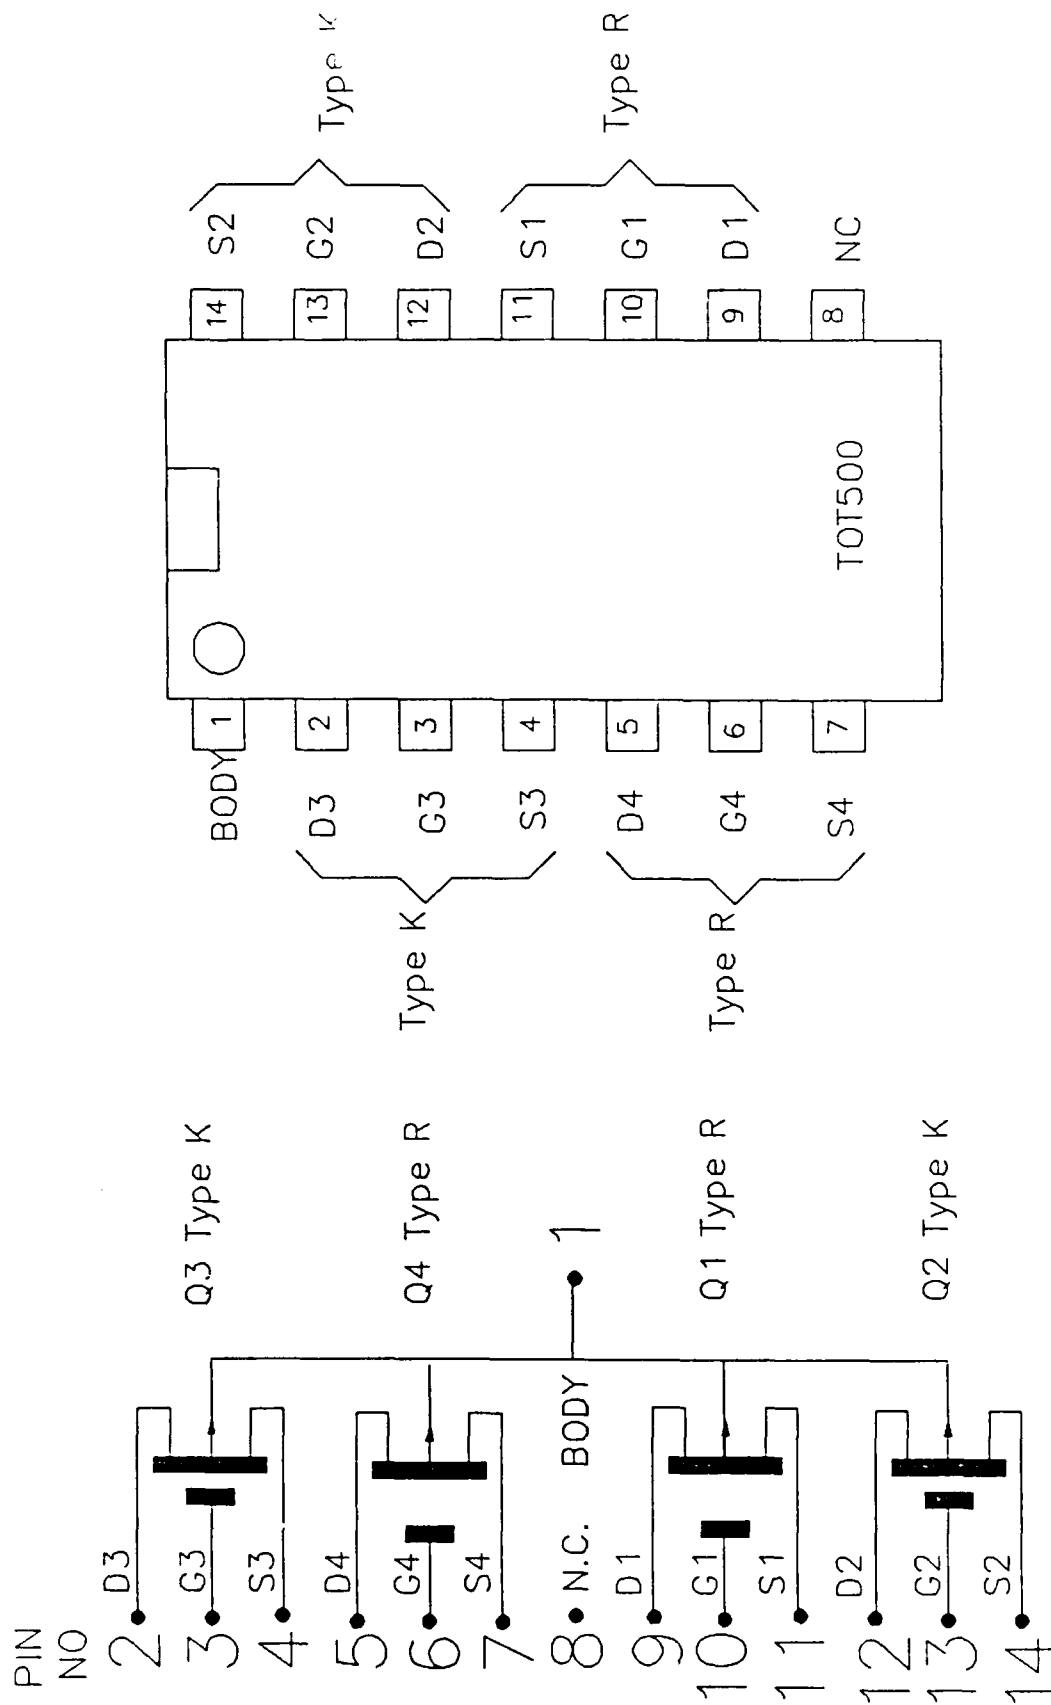 PIN
NO
2 D3
3 G3
4 S3
5 D4
6 G4
7 S4
8 N.C. BODY 1
9 D1
10 G1
11 S1
12 D2
13 G2
14 S2
Q3 Type K
Q4 Type R
Q1 Type R
Q2 Type K
BODY 1
D3 2
G3 3
S3 4
D4 5
G4 6
S4 7
Type K
Type R
14 S2
13 G2
12 D2
11 S1
10 G1
9 D1
8 NC
Type K
Type R
TOT500